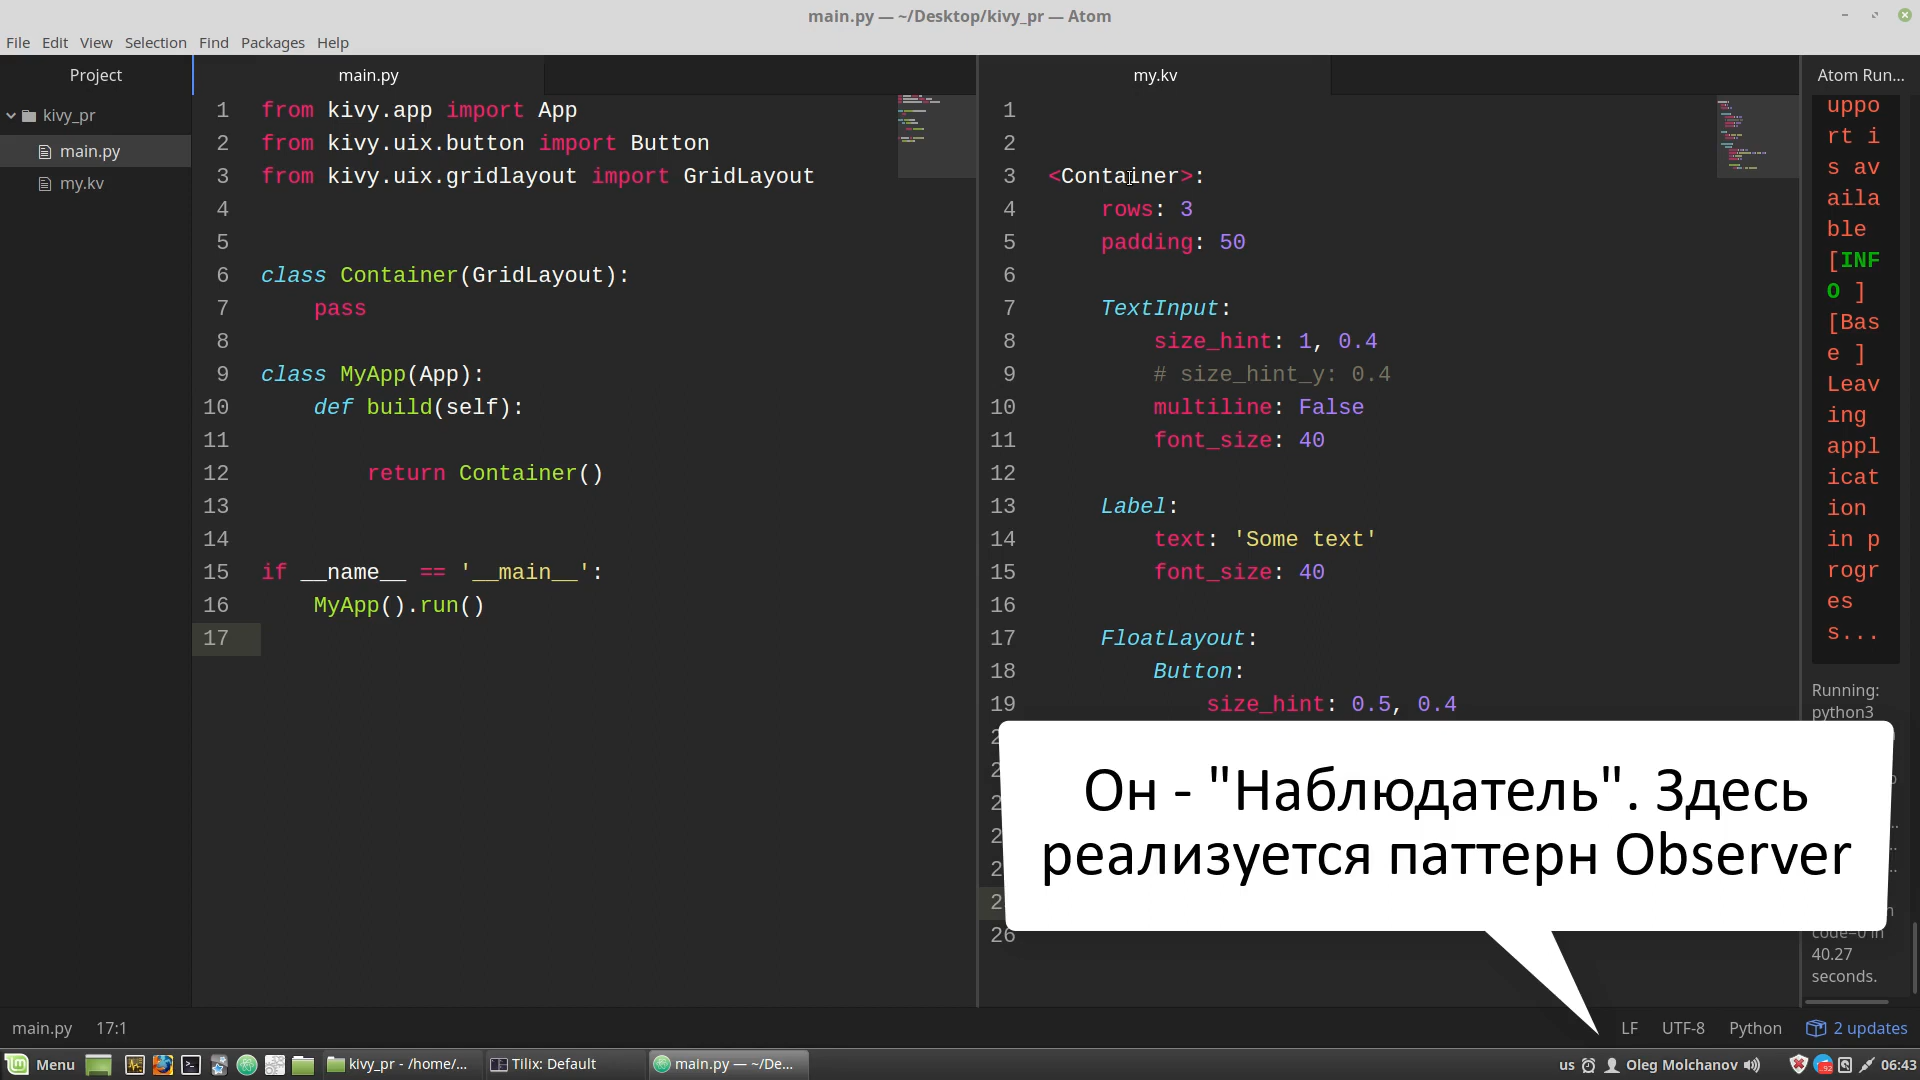 main.py — ~/Desktop/kivy_pr — Atom
File Edit View Selection Find Packages Help
Project
kivy_pr
main.py
my.kv
main.py
1 from kivy.app import App
2 from kivy.uix.button import Button
3 from kivy.uix.gridlayout import GridLayout
4
5
6 class Container(GridLayout):
7 pass
8
9 class MyApp(App):
10 def build(self):
11
12 return Container()
13
14
15 if __name__ == '__main__':
16 MyApp().run()
17
my.kv
1
2
3 <Container>:
4 rows: 3
5 padding: 50
6
7 TextInput:
8 size_hint: 1, 0.4
9 # size_hint_y: 0.4
10 multiline: False
11 font_size: 40
12
13 Label:
14 text: 'Some text'
15 font_size: 40
16
17 FloatLayout:
18 Button:
19 size_hint: 0.5, 0.4
26
Atom Run...
uppo
rt i
s av
aila
ble
[INF
O ]
[Bas
e ]
Leav
ing
appl
icat
ion
in p
rogr
es
s...
Running:
python3
code=0 in
40.27
seconds.
Он - "Наблюдатель". Здесь
реализуется паттерн Observer
main.py 17:1 LF UTF-8 Python 2 updates
Menu kivy_pr - /home/... Tilix: Default main.py — ~/De... us Oleg Molchanov 06:43